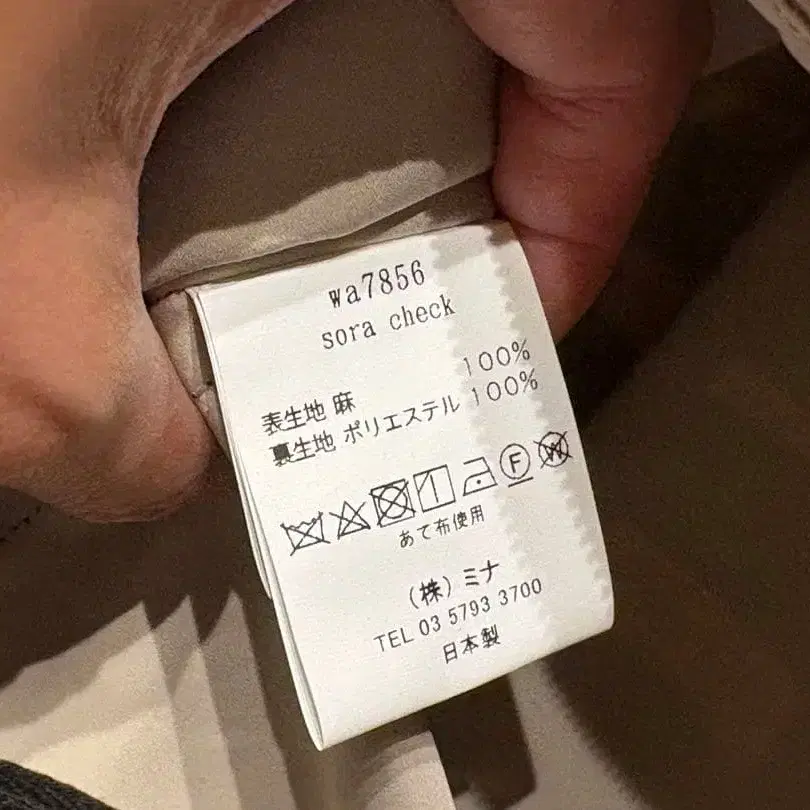 wa7856
sora check
表生地 麻 100%
裏生地 ポリエステル 100%
F W
あて布使用
(株)ミナ
TEL 03 5793 3700
日本製